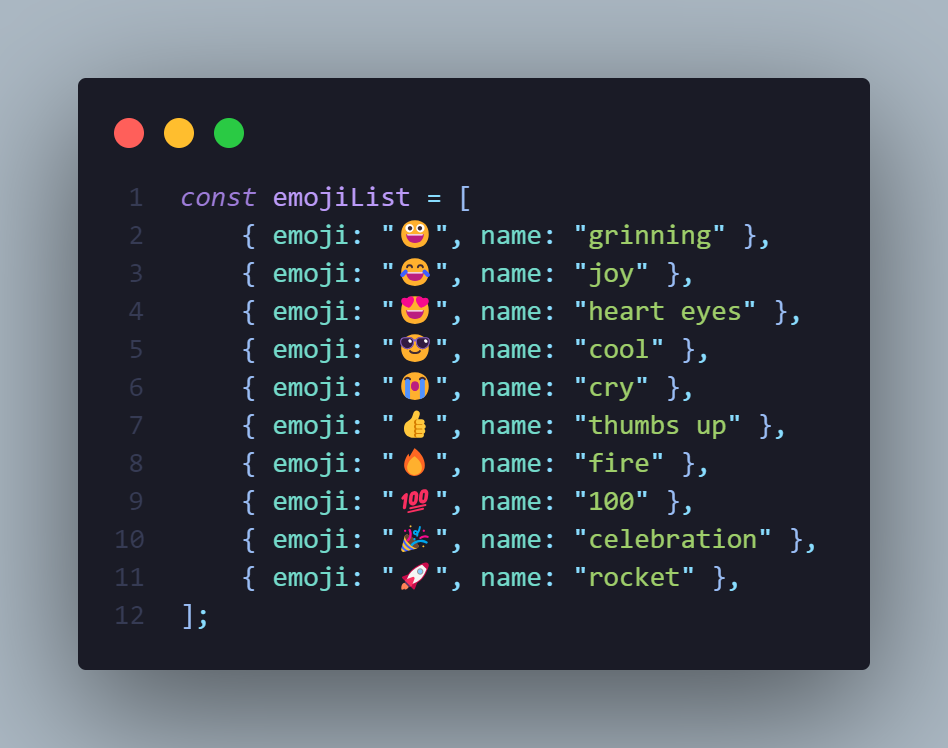 1 const emojiList = [
2     { emoji: "😀", name: "grinning" },
3     { emoji: "😂", name: "joy" },
4     { emoji: "😍", name: "heart eyes" },
5     { emoji: "😎", name: "cool" },
6     { emoji: "😭", name: "cry" },
7     { emoji: "👍", name: "thumbs up" },
8     { emoji: "🔥", name: "fire" },
9     { emoji: "💯", name: "100" },
10     { emoji: "🎉", name: "celebration" },
11     { emoji: "🚀", name: "rocket" },
12 ];